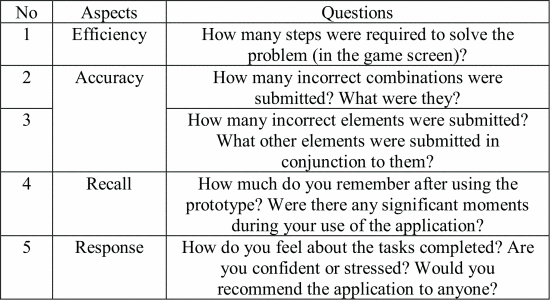 No Aspects Questions
1 Efficiency How many steps were required to solve the
problem (in the game screen)?
2 Accuracy How many incorrect combinations were
submitted? What were they?
3 How many incorrect elements were submitted?
What other elements were submitted in
conjunction to them?
4 Recall How much do you remember after using the
prototype? Were there any significant moments
during your use of the application?
5 Response How do you feel about the tasks completed? Are
you confident or stressed? Would you
recommend the application to anyone?